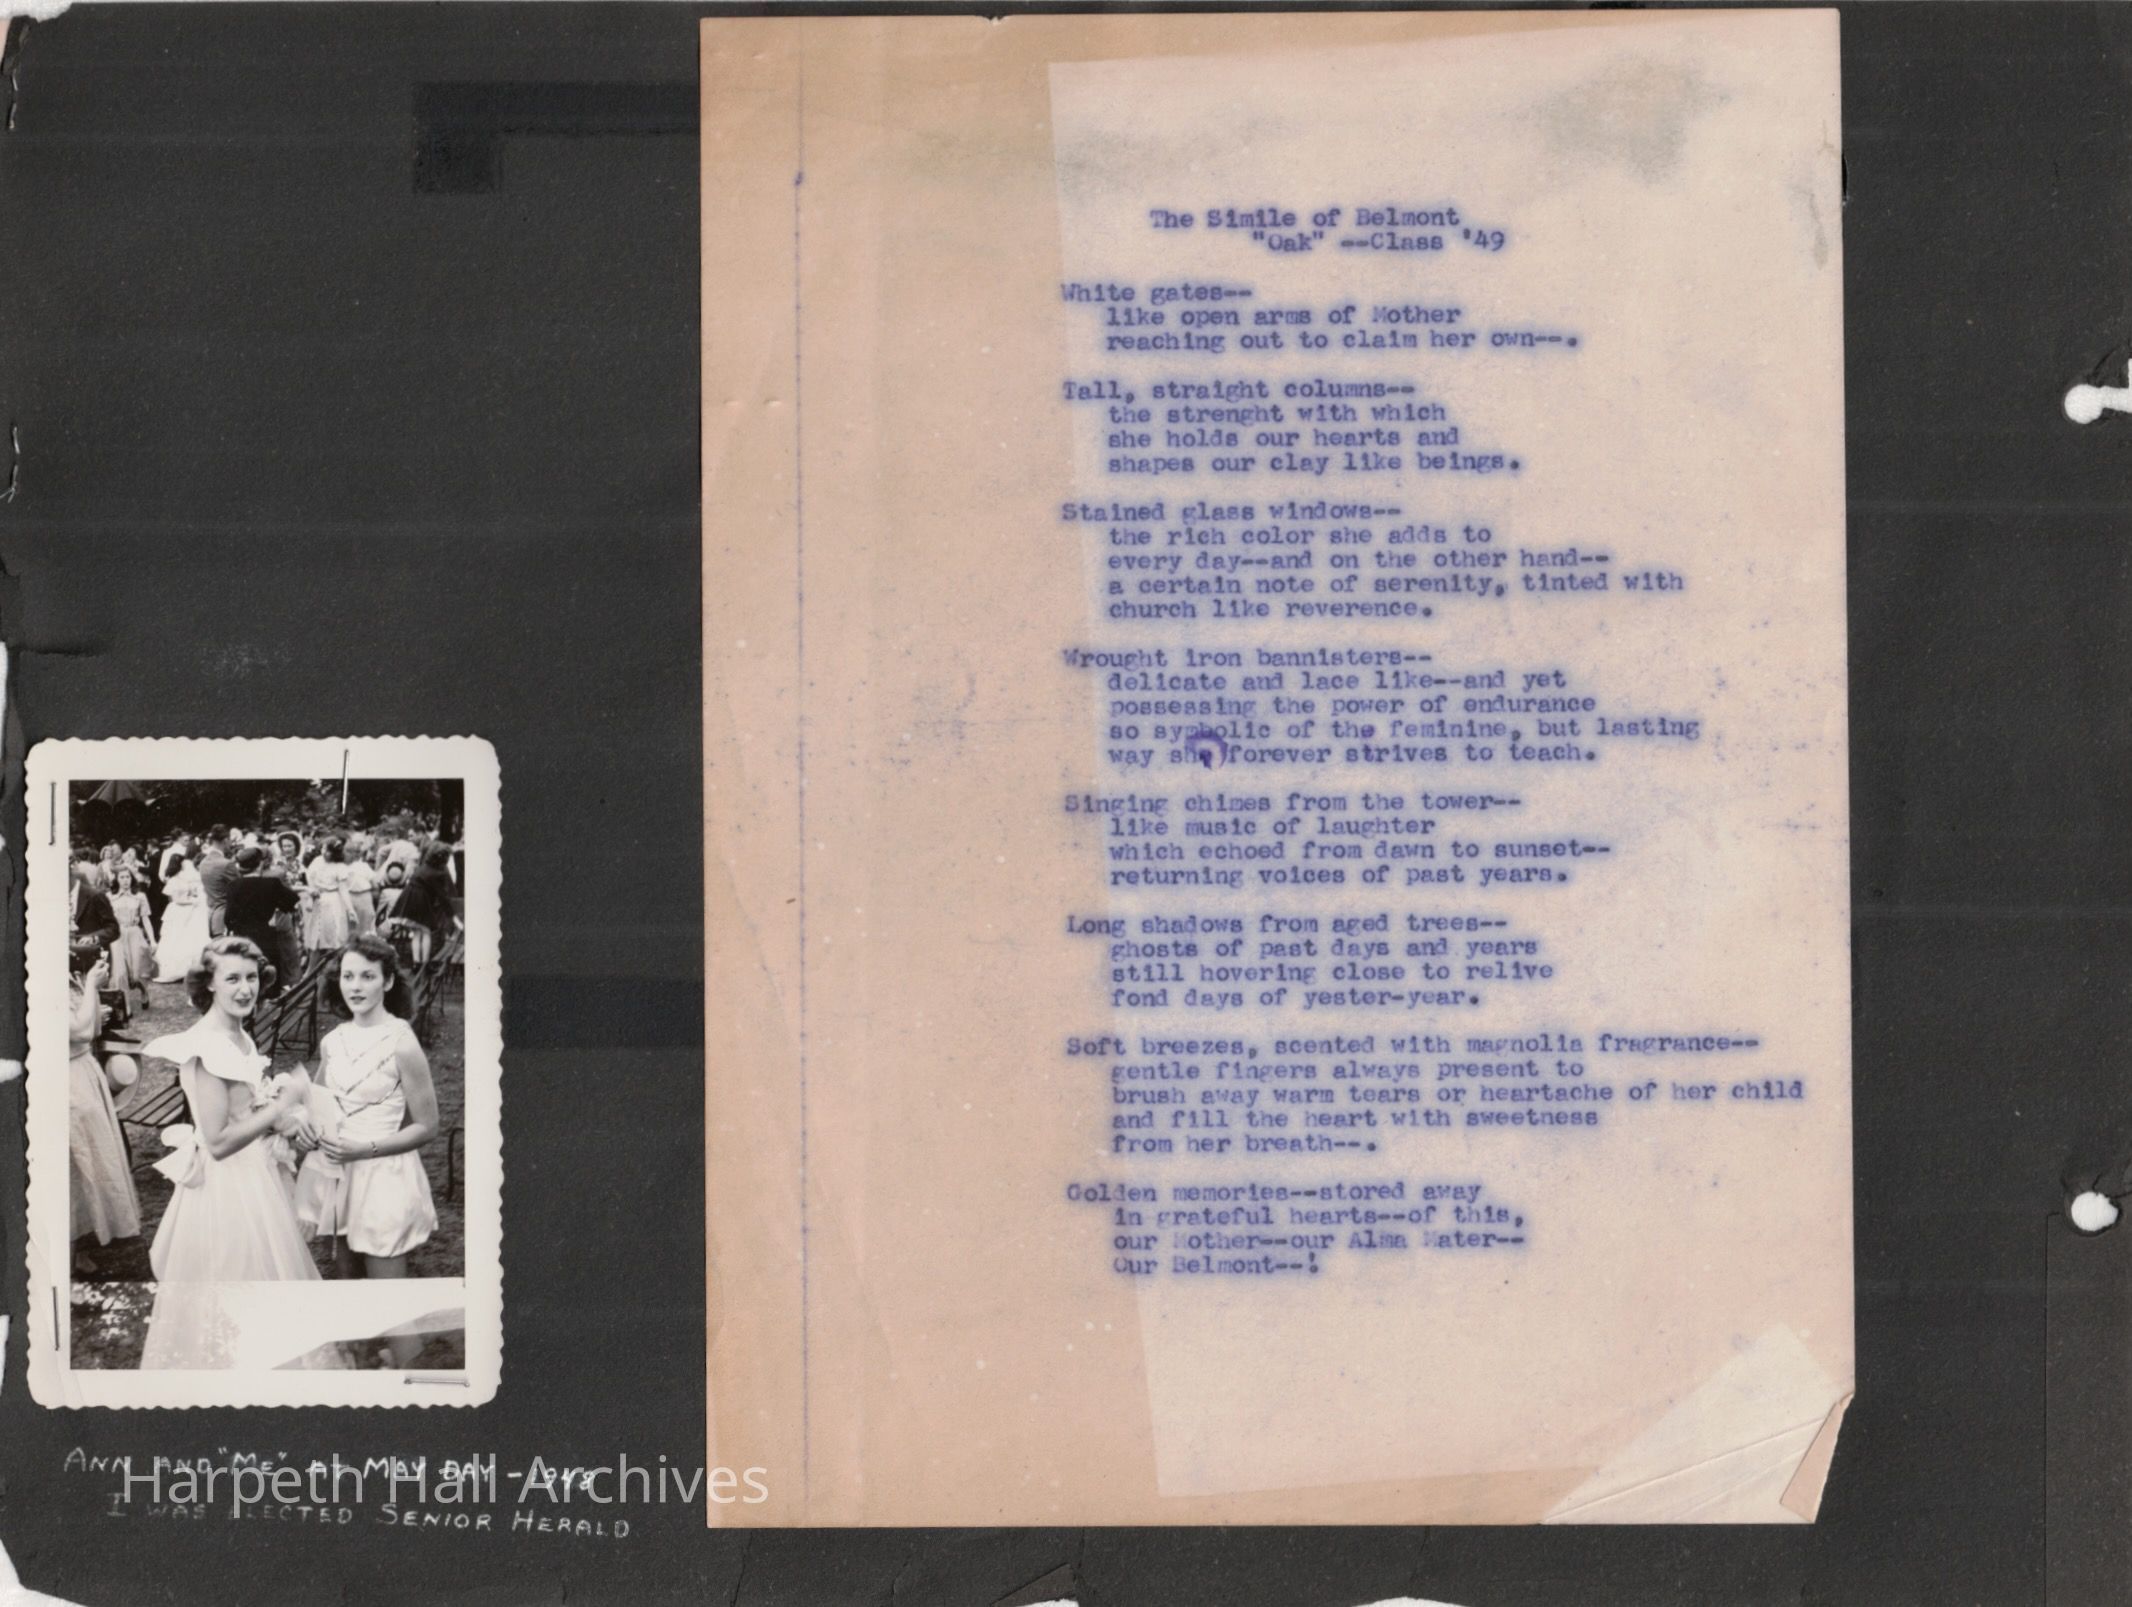 The Simile of Belmont
"Oak" --Class '49
White gates--
like open arms of Mother
reaching out to claim her own--.
Tall, straight columns--
the strenght with which
she holds our hearts and
shapes our clay like beings.
Stained glass windows--
the rich color she adds to
every day--and on the other hand--
a certain note of serenity, tinted with
church like reverence.
Wrought iron bannisters--
delicate and lace like--and yet
possessing the power of endurance
so symbolic of the feminine, but lasting
way she forever strives to teach.
Singing chimes from the tower--
like music of laughter
which echoed from dawn to sunset--
returning voices of past years.
Long shadows from aged trees--
ghosts of past days and years
still hovering close to relive
fond days of yester-year.
Soft breezes, scented with magnolia fragrance--
gentle fingers always present to
brush away warm tears or heartache of her child
and fill the heart with sweetness
from her breath--.
Golden memories--stored away
in grateful hearts--of this,
our Mother--our Alma Mater--
Our Belmont--!
ANN AND "ME" AT MAY DAY - 1948
I WAS ELECTED SENIOR HERALD
Harpeth Hall Archives